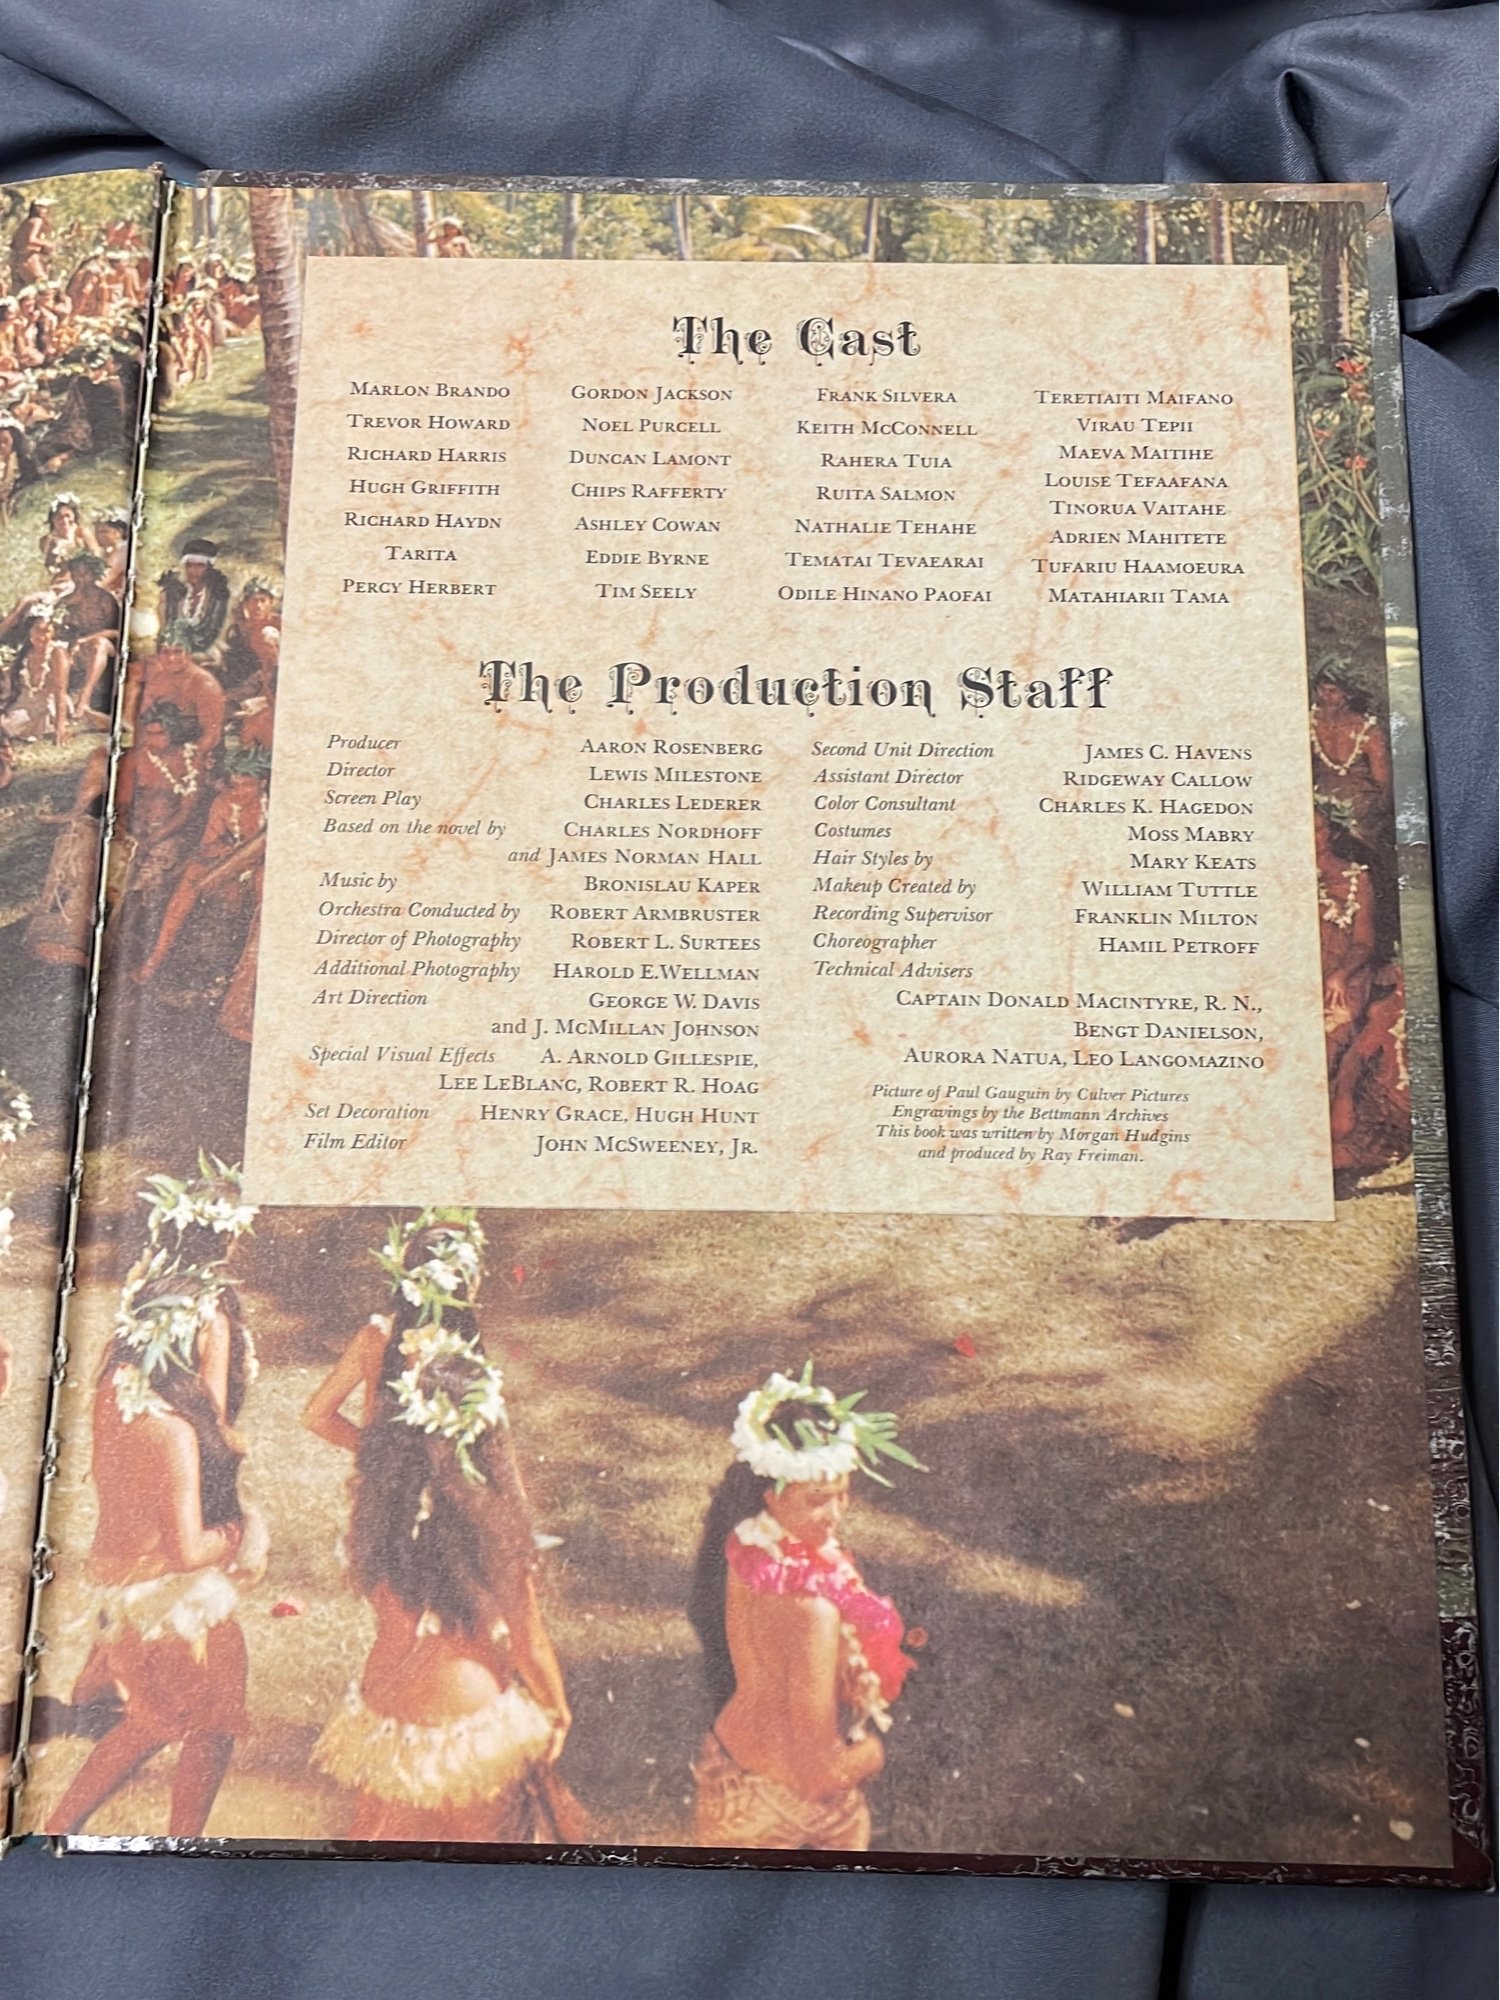 The Cast
Marlon Brando
Trevor Howard
Richard Harris
Hugh Griffith
Richard Haydn
Tarita
Percy Herbert
Gordon Jackson
Noel Purcell
Duncan Lamont
Chips Rafferty
Ashley Cowan
Eddie Byrne
Tim Seely
Frank Silvera
Keith McConnell
Rahera Tuia
Ruita Salmon
Nathalie Tehahe
Tematai Tevaearai
Odile Hinano Paofai
Teretiaiti Maifano
Virau Tepii
Maeva Maitihe
Louise Tefaafana
Tinorua Vaitahe
Adrien Mahitete
Tufariu Haamoeura
Matahiarii Tama
The Production Staff
Producer Aaron Rosenberg
Director Lewis Milestone
Screen Play Charles Lederer
Based on the novel by Charles Nordhoff
and James Norman Hall
Music by Bronislau Kaper
Orchestra Conducted by Robert Armbruster
Director of Photography Robert L. Surtees
Additional Photography Harold E.Wellman
Art Direction George W. Davis
and J. McMillan Johnson
Special Visual Effects A. Arnold Gillespie,
Lee LeBlanc, Robert R. Hoag
Set Decoration Henry Grace, Hugh Hunt
Film Editor John McSweeney, Jr.
Second Unit Direction James C. Havens
Assistant Director Ridgeway Callow
Color Consultant Charles K. Hagedon
Costumes Moss Mabry
Hair Styles by Mary Keats
Makeup Created by William Tuttle
Recording Supervisor Franklin Milton
Choreographer Hamil Petroff
Technical Advisers
Captain Donald Macintyre, R. N.,
Bengt Danielson,
Aurora Natua, Leo Langomazino
Picture of Paul Gauguin by Culver Pictures
Engravings by the Bettmann Archives
This book was written by Morgan Hudgins
and produced by Ray Freiman.